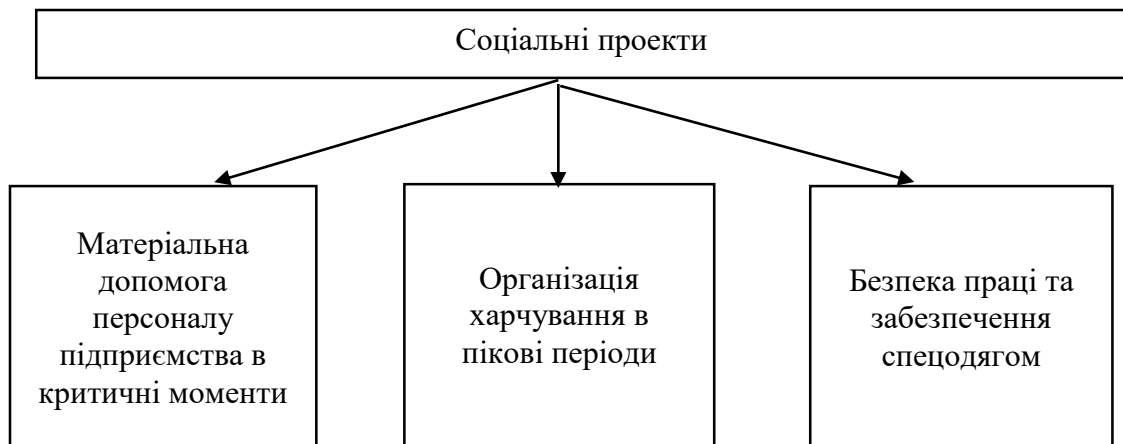 Соціальні проекти
Матеріальна
допомога
персоналу
підприємства в
критичні моменти
Організація
харчування в
пікові періоди
Безпека праці та
забезпечення
спецодягом